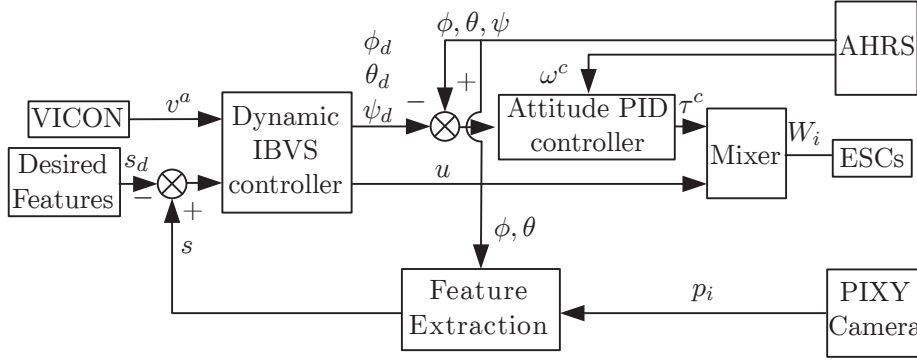 ϕ, θ, ψ
AHRS
ϕ_d
θ_d
ψ_d
−
+
ω^c
VICON
v^a
Dynamic
IBVS
controller
Attitude PID
controller
τ^c
Mixer
W_i
ESCs
Desired
Features
s_d
−
+
u
s
ϕ, θ
Feature
Extraction
p_i
PIXY
Camera